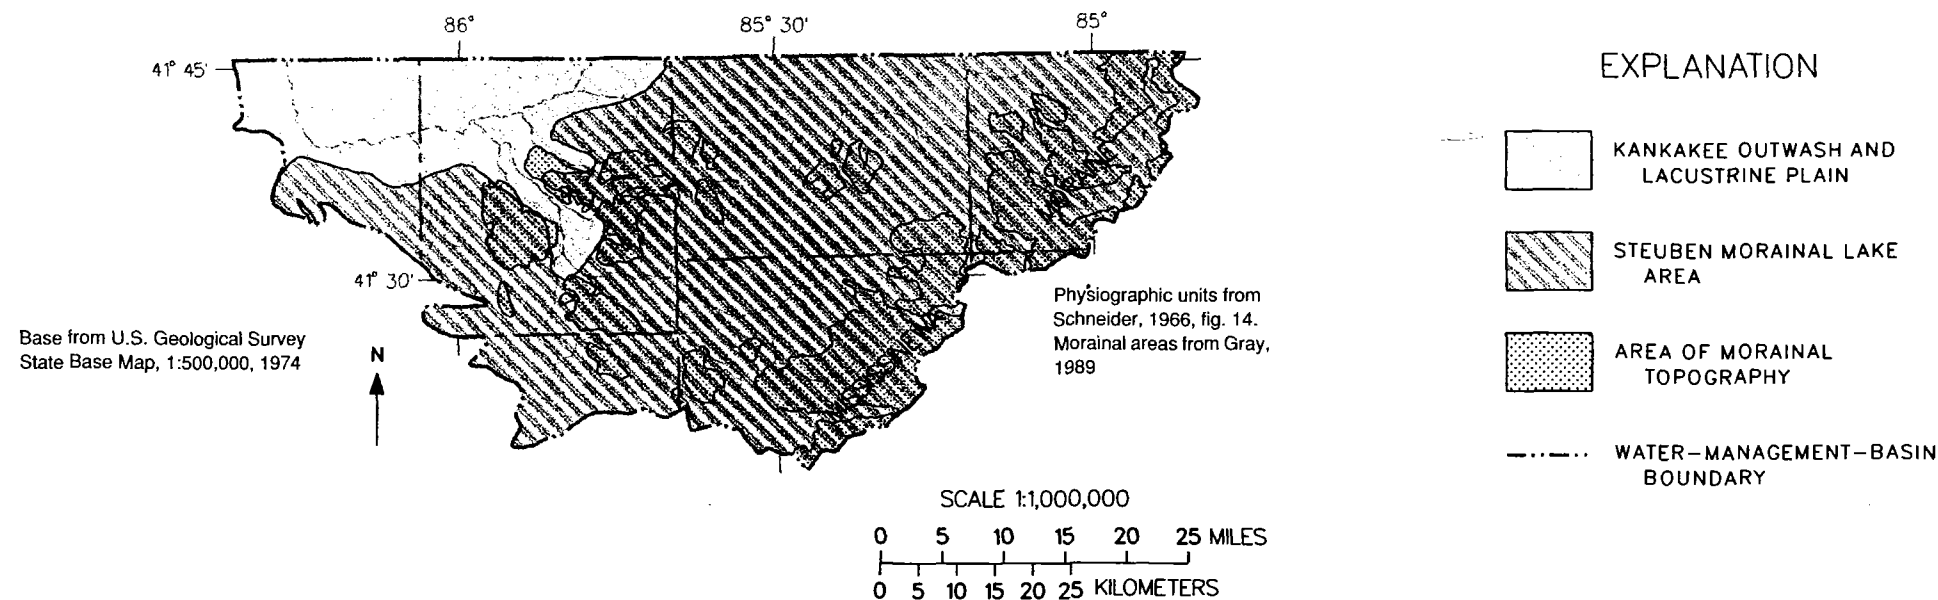 86°
85° 30'
85°
41° 45'
41° 30'
Base from U.S. Geological Survey
State Base Map, 1:500,000, 1974
N
Physiographic units from
Schneider, 1966, fig. 14.
Morainal areas from Gray,
1989
SCALE 1:1,000,000
0 5 10 15 20 25 MILES
0 5 10 15 20 25 KILOMETERS
EXPLANATION
KANKAKEE OUTWASH AND
LACUSTRINE PLAIN
STEUBEN MORAINAL LAKE
AREA
AREA OF MORAINAL
TOPOGRAPHY
WATER-MANAGEMENT-BASIN
BOUNDARY